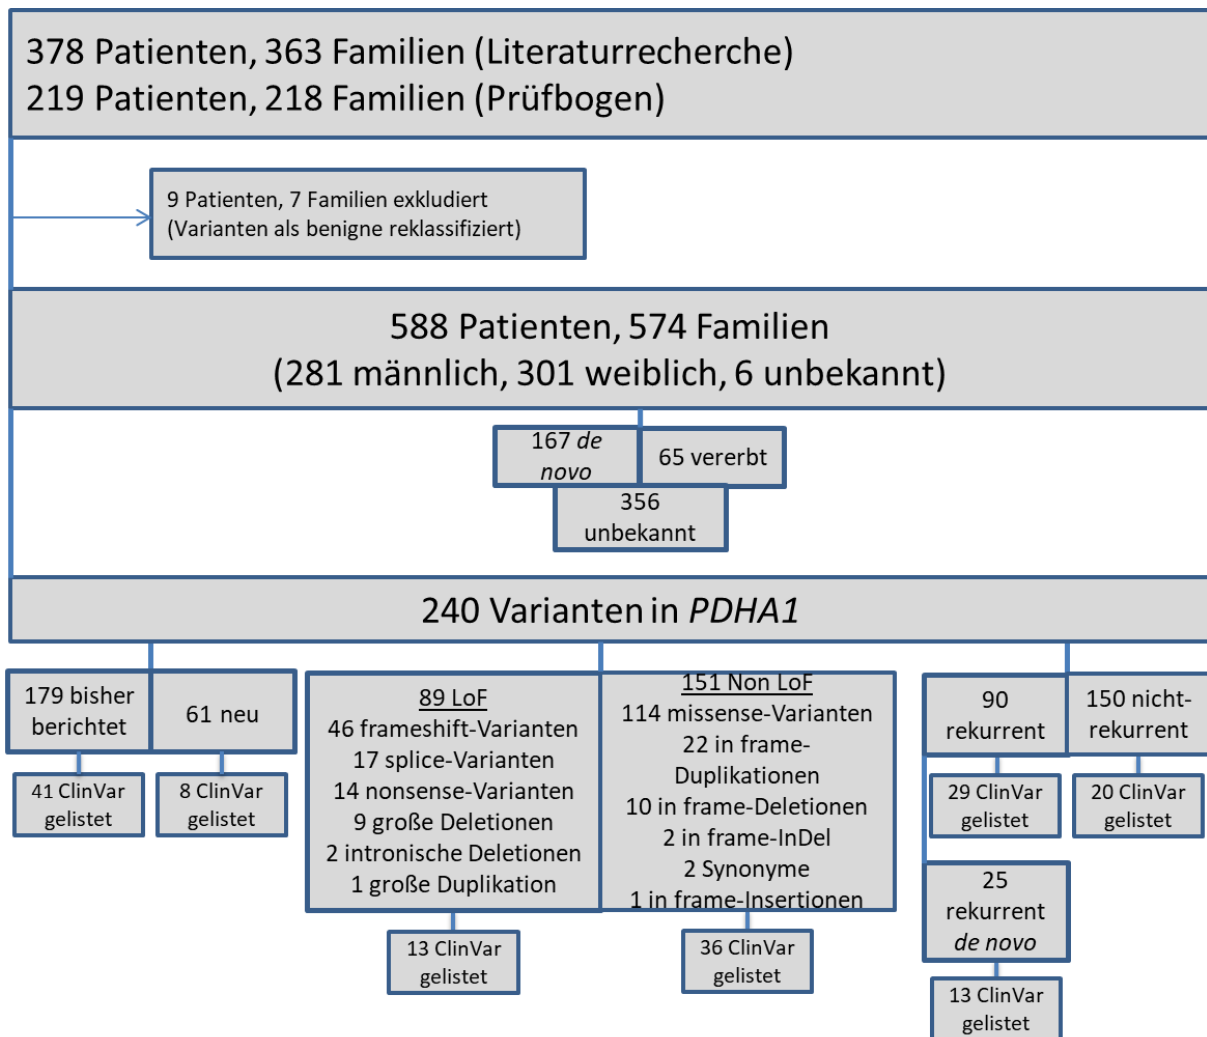 378 Patienten, 363 Familien (Literaturrecherche)
219 Patienten, 218 Familien (Prüfbogen)
9 Patienten, 7 Familien exkludiert
(Varianten als benigne reklassifiziert)
588 Patienten, 574 Familien
(281 männlich, 301 weiblich, 6 unbekannt)
167 de
novo
65 vererbt
356
unbekannt
240 Varianten in PDHA1
179 bisher
berichtet
61 neu
41 ClinVar
gelistet
8 ClinVar
gelistet
89 LoF
46 frameshift-Varianten
17 splice-Varianten
14 nonsense-Varianten
9 große Deletionen
2 intronische Deletionen
1 große Duplikation
13 ClinVar
gelistet
151 Non LoF
114 missense-Varianten
22 in frame-
Duplikationen
10 in frame-Deletionen
2 in frame-InDel
2 Synonyme
1 in frame-Insertionen
36 ClinVar
gelistet
90
rekurrent
150 nicht-
rekurrent
29 ClinVar
gelistet
20 ClinVar
gelistet
25
rekurrent
de novo
13 ClinVar
gelistet